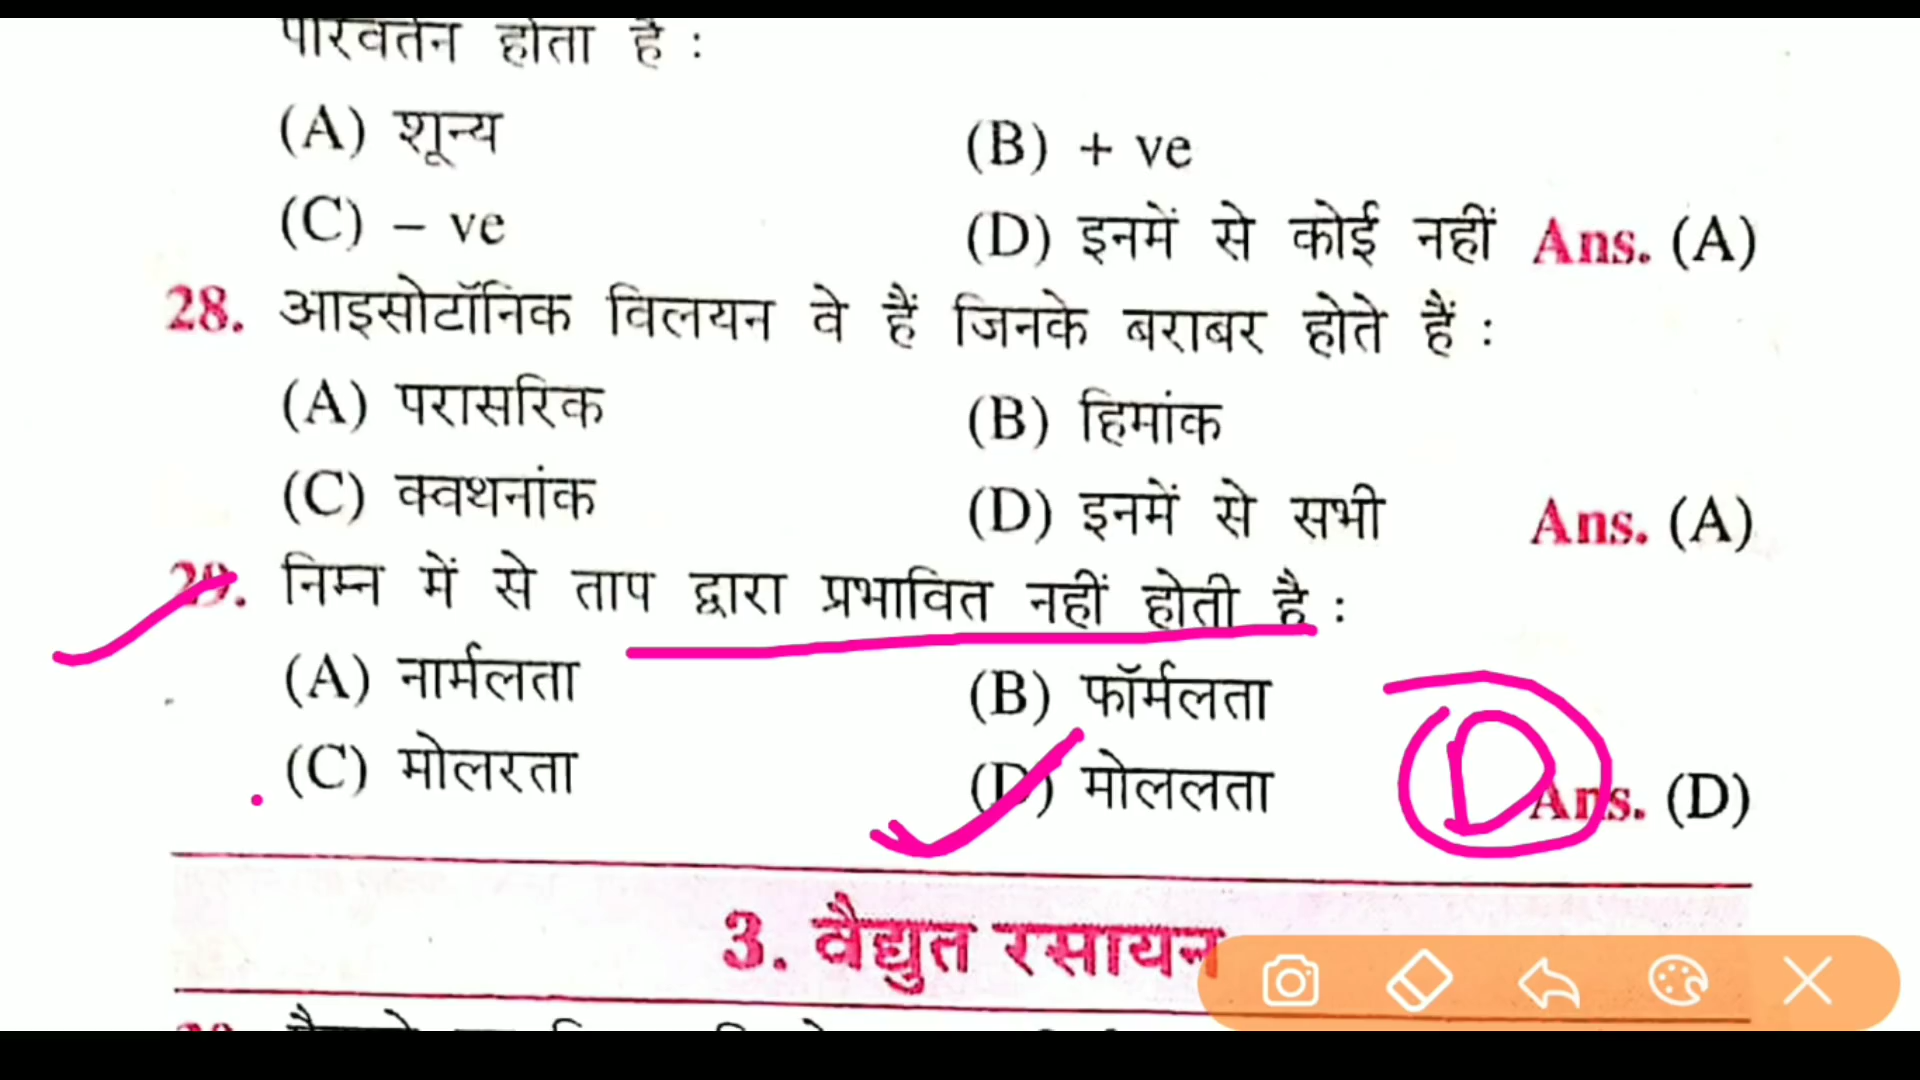 परिवर्तन होता है :
(A) शून्य (B) + ve
(C) – ve (D) इनमें से कोई नहीं Ans. (A)
28. आइसोटॉनिक विलयन वे हैं जिनके बराबर होते हैं :
(A) परासरिक (B) हिमांक
(C) क्वथनांक (D) इनमें से सभी Ans. (A)
29. निम्न में से ताप द्वारा प्रभावित नहीं होती है :
(A) नार्मलता (B) फॉर्मलता
(C) मोलरता (D) मोललता D Ans. (D)
3. वैद्युत रसायन